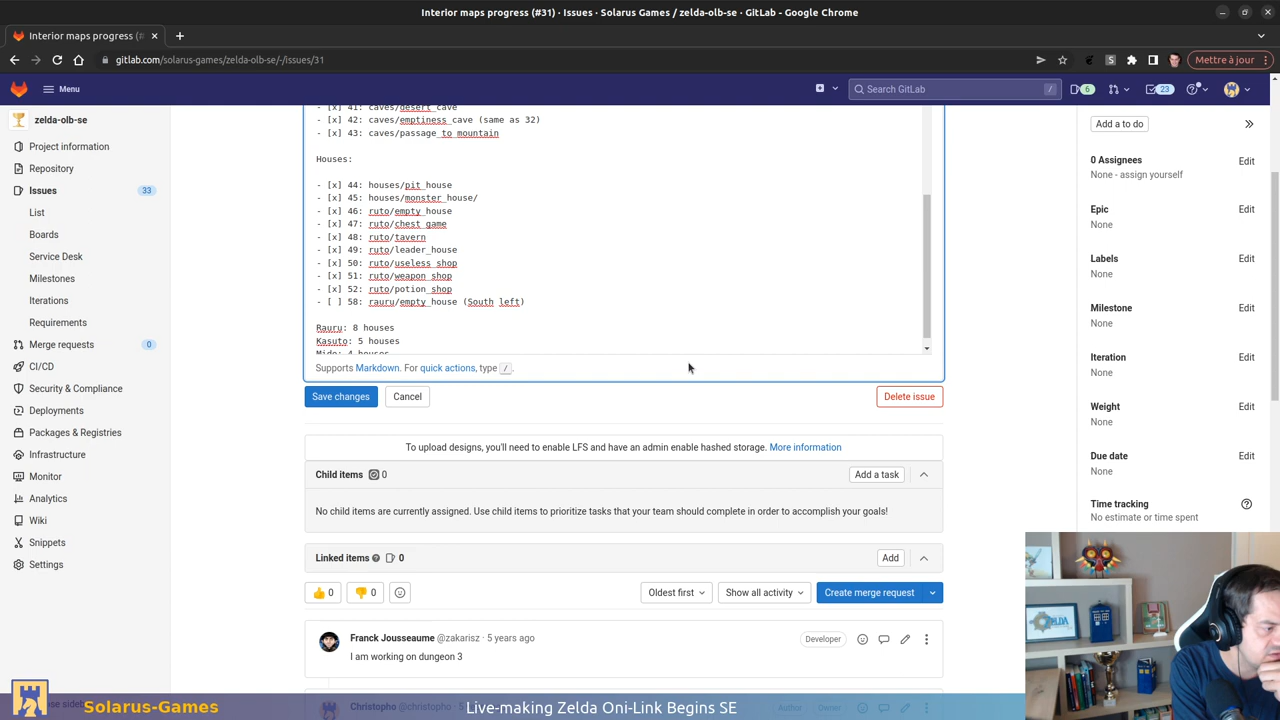 Interior maps progress (#31) · Issues · Solarus Games / zelda-olb-se · GitLab - Google Chrome
Interior maps progress (#
gitlab.com/solarus-games/zelda-olb-se/-/issues/31
Mettre à jour
Menu
Search GitLab
/
6
23
zelda-olb-se
Project information
Repository
Issues
33
List
Boards
Service Desk
Milestones
Iterations
Requirements
Merge requests
0
CI/CD
Security & Compliance
Deployments
Packages & Registries
Infrastructure
Monitor
Analytics
Wiki
Snippets
Settings
- [x] 41: caves/desert_cave
- [x] 42: caves/emptiness_cave (same as 32)
- [x] 43: caves/passage_to_mountain
Houses:
- [x] 44: houses/pit_house
- [x] 45: houses/monster_house/
- [x] 46: ruto/empty_house
- [x] 47: ruto/chest_game
- [x] 48: ruto/tavern
- [x] 49: ruto/leader_house
- [x] 50: ruto/useless_shop
- [x] 51: ruto/weapon_shop
- [x] 52: ruto/potion_shop
- [ ] 58: rauru/empty_house (South left)
Rauru: 8 houses
Kasuto: 5 houses
Mido: 4 houses
Supports Markdown. For quick actions, type /.
Save changes
Cancel
Delete issue
To upload designs, you'll need to enable LFS and have an admin enable hashed storage. More information
Child items 0
Add a task
No child items are currently assigned. Use child items to prioritize tasks that your team should complete in order to accomplish your goals!
Linked items 0
Add
0
0
Oldest first
Show all activity
Create merge request
Franck Jousseaume @zakarisz · 5 years ago
Developer
I am working on dungeon 3
Christopho @christopho
Author
Owner
Add a to do
0 Assignees
Edit
None - assign yourself
Epic
Edit
None
Labels
Edit
None
Milestone
Edit
None
Iteration
Edit
None
Weight
Edit
None
Due date
Edit
None
Time tracking
No estimate or time spent
Solarus-Games
Live-making Zelda Oni-Link Begins SE